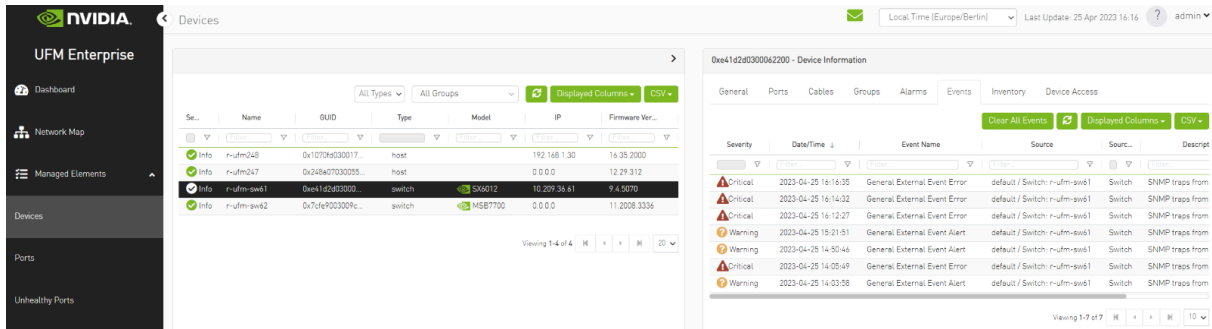 NVIDIA.
Devices
Local Time (Europe/Berlin)
Last Update: 25 Apr 2023 16:16
?
admin
UFM Enterprise
Dashboard
Network Map
Managed Elements
Devices
Ports
Unhealthy Ports
All Types
All Groups
Displayed Columns
CSV
Se... Name GUID Type Model IP Firmware Ver...
Filter... Filter... Filter... Filter... Filter...
Info r-ufm248 0x1070fd030017... host 192.168.1.30 16.35.2000
Info r-ufm247 0x248a07030055... host 0.0.0.0 12.29.312
Info r-ufm-sw61 0xe41d2d03000... switch SX6012 10.209.36.61 9.4.5070
Info r-ufm-sw62 0x7cfe9003009c... switch MSB7700 0.0.0.0 11.2008.3336
Viewing 1-4 of 4 20
0xe41d2d0300062200 - Device Information
General Ports Cables Groups Alarms Events Inventory Device Access
Clear All Events Displayed Columns CSV
Severity Date/Time ↓ Event Name Source Sourc... Descript
Filter... Filter... Filter... Filter...
Critical 2023-04-25 16:16:35 General External Event Error default / Switch: r-ufm-sw61 Switch SNMP traps from
Critical 2023-04-25 16:14:32 General External Event Error default / Switch: r-ufm-sw61 Switch SNMP traps from
Critical 2023-04-25 16:12:27 General External Event Error default / Switch: r-ufm-sw61 Switch SNMP traps from
Warning 2023-04-25 15:21:51 General External Event Alert default / Switch: r-ufm-sw61 Switch SNMP traps from
Warning 2023-04-25 14:50:46 General External Event Alert default / Switch: r-ufm-sw61 Switch SNMP traps from
Critical 2023-04-25 14:05:49 General External Event Error default / Switch: r-ufm-sw61 Switch SNMP traps from
Warning 2023-04-25 14:03:58 General External Event Alert default / Switch: r-ufm-sw61 Switch SNMP traps from
Viewing 1-7 of 7 10